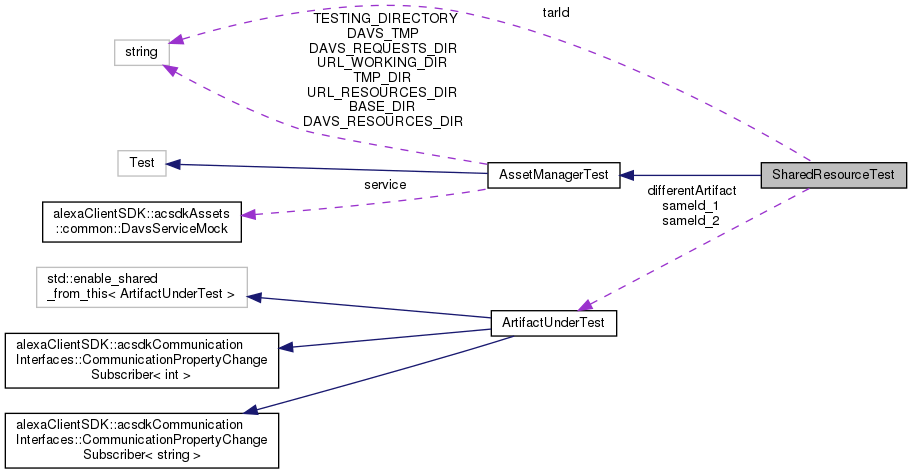 tarId
TESTING_DIRECTORY
DAVS_TMP
DAVS_REQUESTS_DIR
URL_WORKING_DIR
TMP_DIR
URL_RESOURCES_DIR
BASE_DIR
DAVS_RESOURCES_DIR
string
Test
AssetManagerTest
SharedResourceTest
service
differentArtifact
sameId_1
sameId_2
alexaClientSDK::acsdkAssets
::common::DavsServiceMock
std::enable_shared
_from_this< ArtifactUnderTest >
ArtifactUnderTest
alexaClientSDK::acsdkCommunication
Interfaces::CommunicationPropertyChange
Subscriber< int >
alexaClientSDK::acsdkCommunication
Interfaces::CommunicationPropertyChange
Subscriber< string >